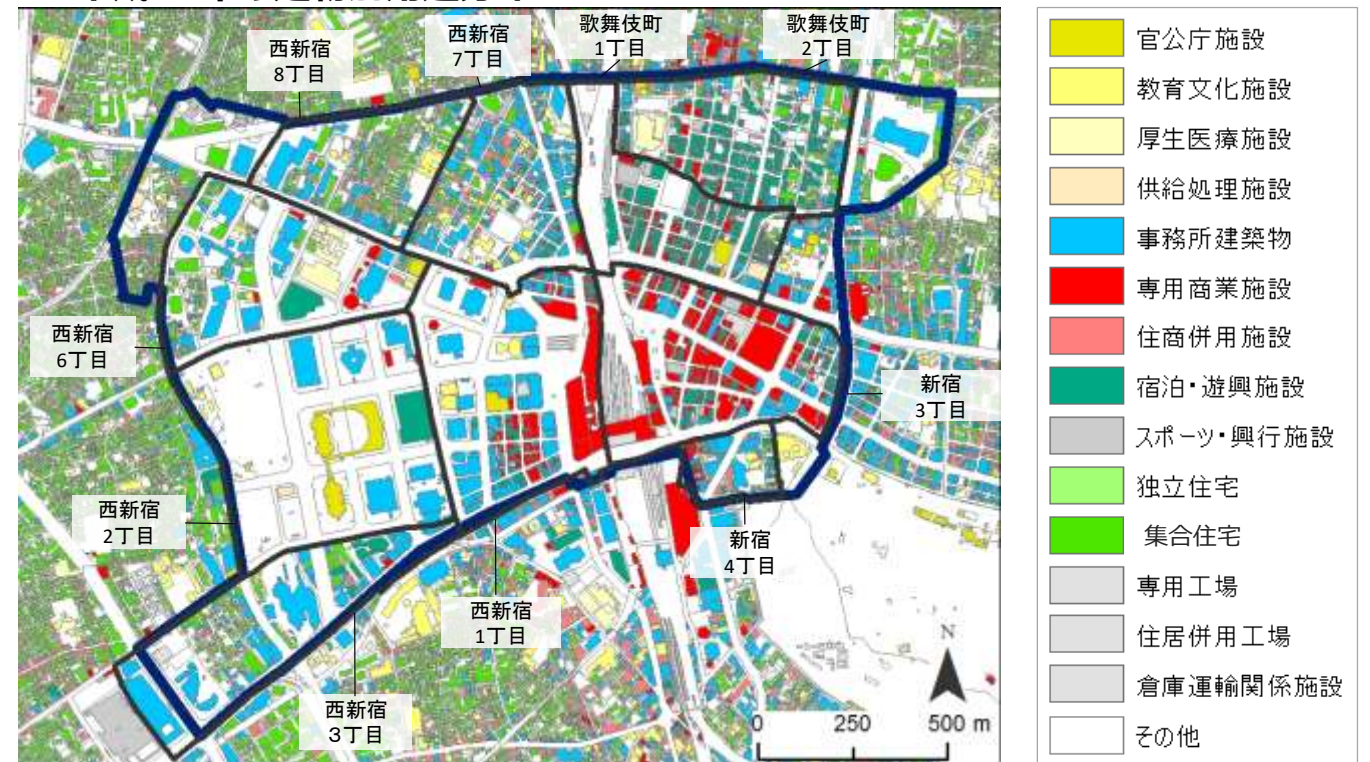 西新宿
8丁目
西新宿
7丁目
歌舞伎町
1丁目
歌舞伎町
2丁目
西新宿
6丁目
新宿
3丁目
西新宿
2丁目
新宿
4丁目
西新宿
1丁目
西新宿
3丁目
N
0 250 500 m
官公庁施設
教育文化施設
厚生医療施設
供給処理施設
事務所建築物
専用商業施設
住商併用施設
宿泊・遊興施設
スポーツ・興行施設
独立住宅
集合住宅
専用工場
住居併用工場
倉庫運輸関係施設
その他